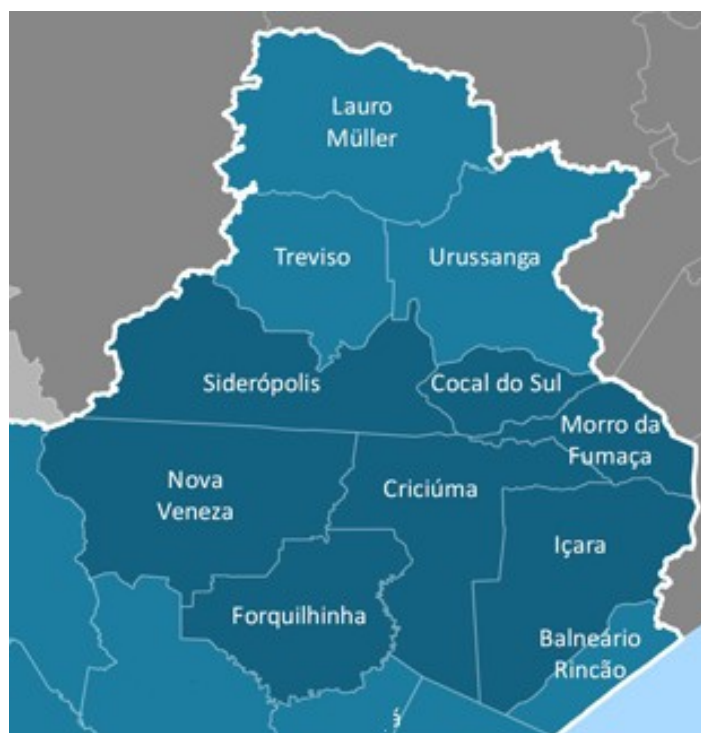 Lauro
Müller
Treviso
Urussanga
Siderópolis
Cocal do Sul
Morro da
Fumaça
Nova
Veneza
Criciúma
Içara
Forquilhinha
Balneário
Rincão
á